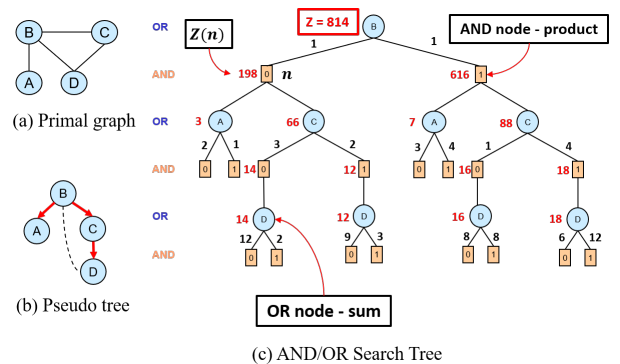 B
C
A
D
(a) Primal graph
B
A
C
D
(b) Pseudo tree
OR
Z = 814
B
Z(n)
1
1
AND node - product
AND
198
0
n
616
1
OR
3
A
66
C
7
A
88
C
2
1
3
2
3
4
1
4
AND
0
1
14
0
12
1
0
1
16
0
18
1
OR
14
D
12
D
16
D
18
D
12
2
9
3
8
8
6
12
AND
0
1
0
1
0
1
0
1
OR node - sum
(c) AND/OR Search Tree